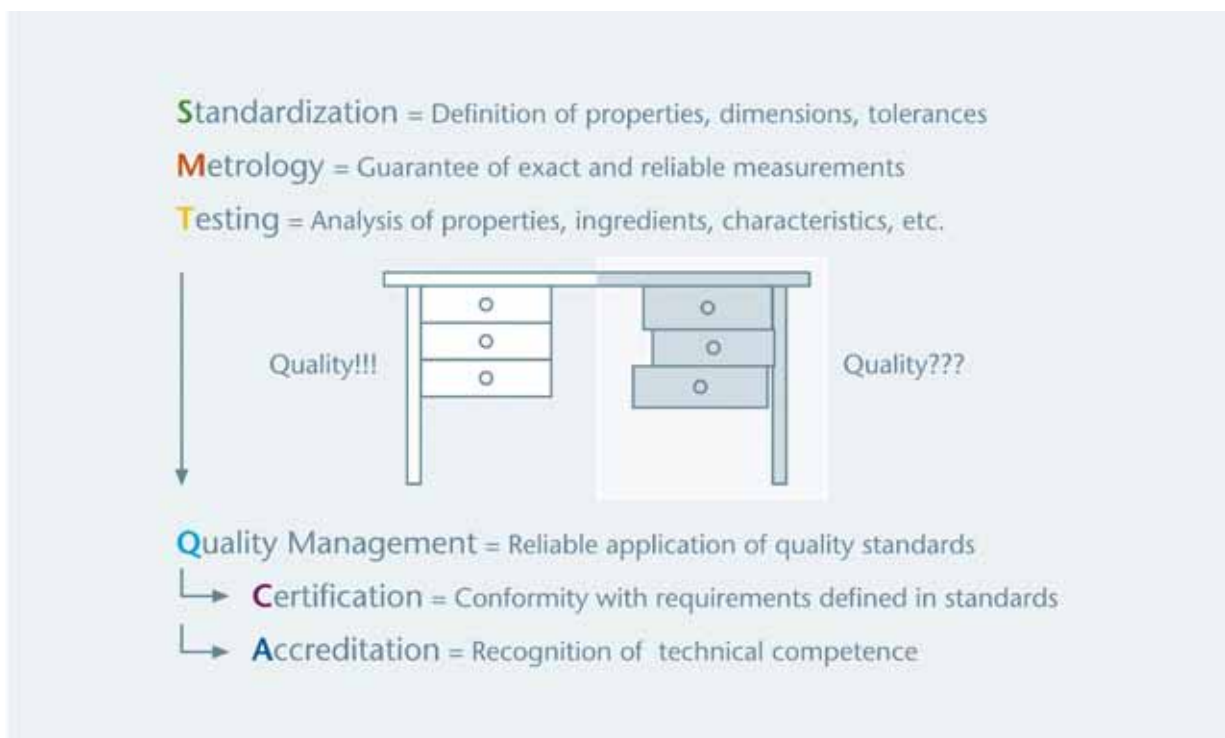 Standardization = Definition of properties, dimensions, tolerances
Metrology = Guarantee of exact and reliable measurements
Testing = Analysis of properties, ingredients, characteristics, etc.
Quality!!!
Quality???
Quality Management = Reliable application of quality standards
Certification = Conformity with requirements defined in standards
Accreditation = Recognition of technical competence